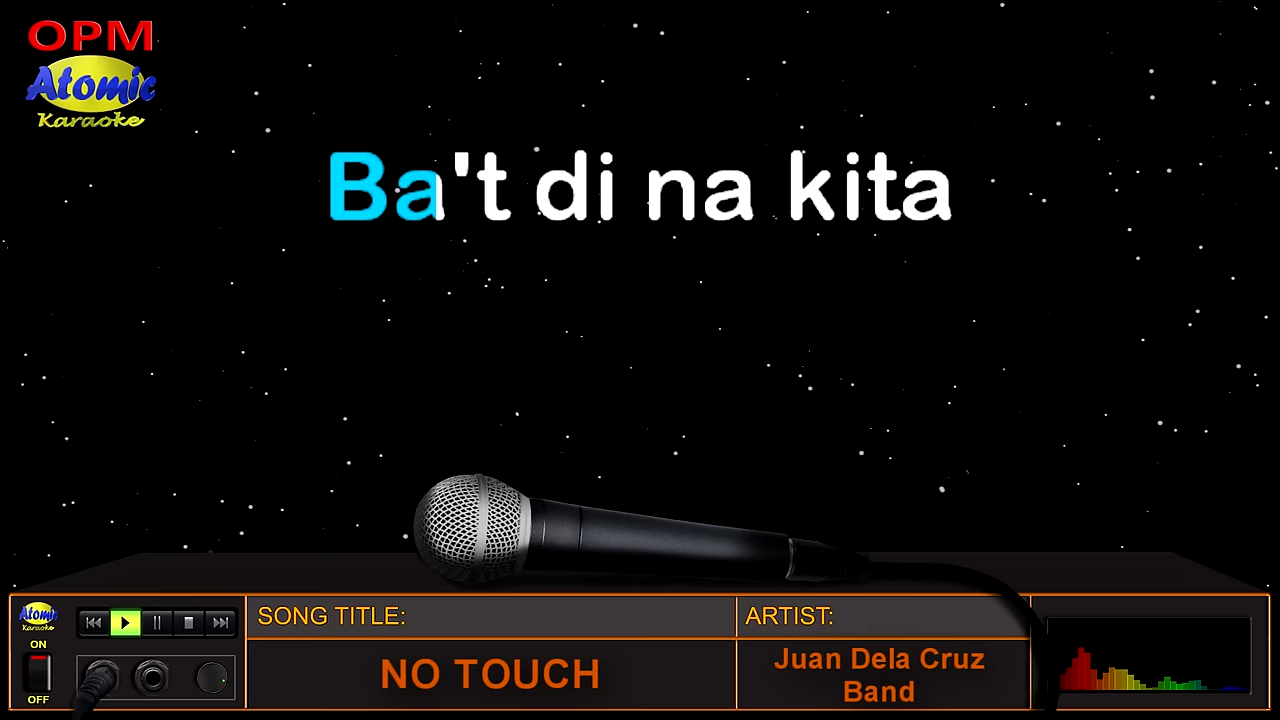 OPM
Atomic
Karaoke
Ba't di na kita
Atomic
Karaoke
ON
OFF
SONG TITLE:
NO TOUCH
ARTIST:
Juan Dela Cruz
Band